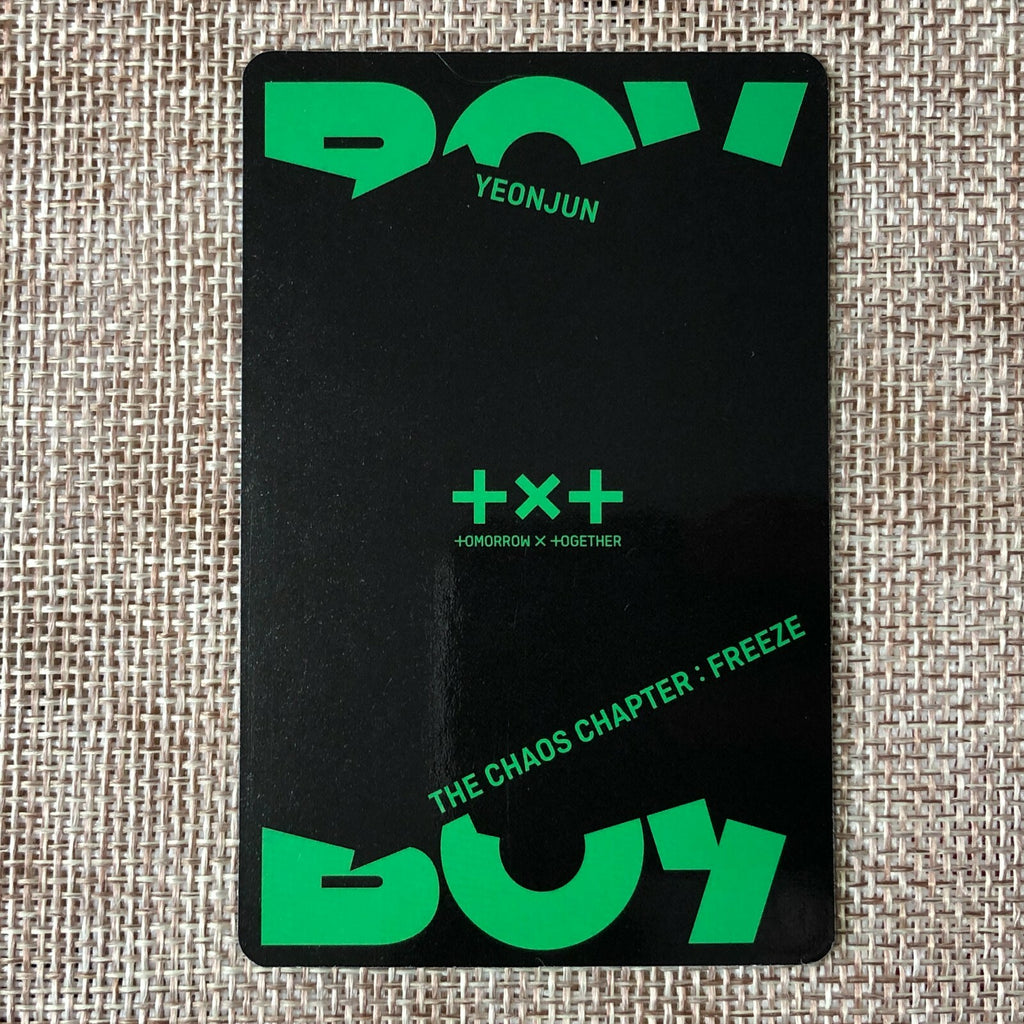 BOY
YEONJUN
+×+
+OMORROW × +OGETHER
THE CHAOS CHAPTER : FREEZE
BOY